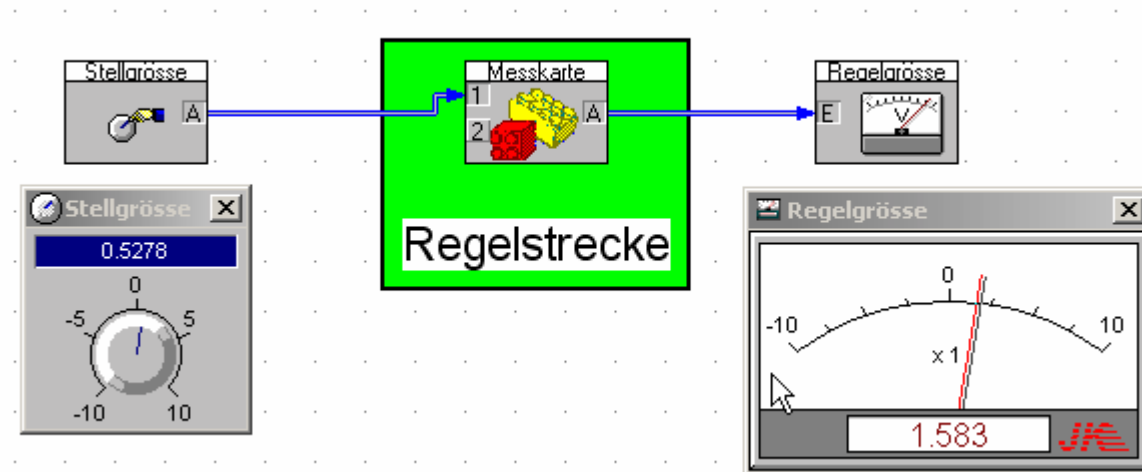 Stellgrösse
Messkarte
Regelgrösse
A
1
2
A
E
V
Regelstrecke
Stellgrösse
0.5278
0
-5
5
-10
10
Regelgrösse
0
-10
10
x 1
1.583